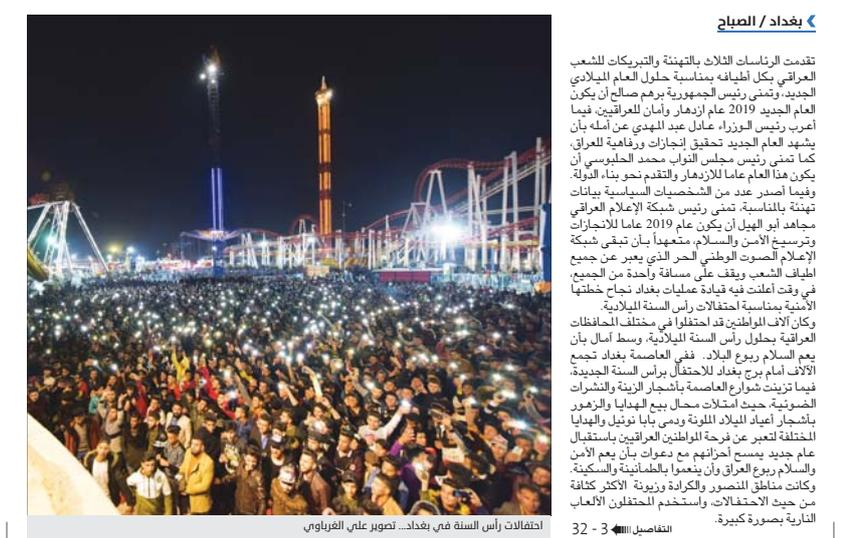 بغداد / الصباح
تقدمت الرئاسات الثلاث بالتهنئة والتبريكات للشعب
العراقي بكل أطيافه بمناسبة حلول العام الميلادي
الجديد، وتمنى رئيس الجمهورية برهم صالح أن يكون
العام الجديد 2019 عام ازدهار وأمان للعراقيين، فيما
أعرب رئيس الوزراء عادل عبد المهدي عن أمله بأن
يشهد العام الجديد تحقيق إنجازات ورفاهية للعراق،
كما تمنى رئيس مجلس النواب محمد الحلبوسي أن
يكون هذا العام عاما للازدهار والتقدم نحو بناء الدولة.
وفيما أصدر عدد من الشخصيات السياسية بيانات
تهنئة بالمناسبة، تمنى رئيس شبكة الإعلام العراقي
مجاهد أبو الهيل أن يكون عام 2019 عاما للانجازات
وترسيخ الأمن والسلام، متعهداً بأن تبقى شبكة
الإعلام الصوت الوطني الحر الذي يعبر عن جميع
اطياف الشعب ويقف على مسافة واحدة من الجميع،
في وقت أعلنت فيه قيادة عمليات بغداد نجاح خطتها
الأمنية بمناسبة احتفالات رأس السنة الميلادية.
وكان آلاف المواطنين قد احتفلوا في مختلف المحافظات
العراقية بحلول رأس السنة الميلادية، وسط آمال بأن
يعم السلام ربوع البلاد. ففي العاصمة بغداد تجمع
الآلاف أمام برج بغداد للاحتفال برأس السنة الجديدة،
فيما تزينت شوارع العاصمة بأشجار الزينة والنشرات
الضوئية، حيث امتلات محال بيع الهدايا والزهور
بأشجار أعياد الميلاد الملونة ودمى بابا نوئيل والهدايا
المختلفة لتعبر عن فرحة المواطنين العراقيين باستقبال
عام جديد يمسح أحزانهم مع دعوات بأن يعم الأمن
والسلام ربوع العراق وأن ينعموا بالطمأنينة والسكينة.
وكانت مناطق المنصور والكرادة وزيونة الأكثر كثافة
من حيث الاحتفالات، واستخدم المحتفلون الألعاب
النارية بصورة كبيرة.
التفاصيل 3 - 32
احتفالات رأس السنة في بغداد... تصوير علي الغرباوي